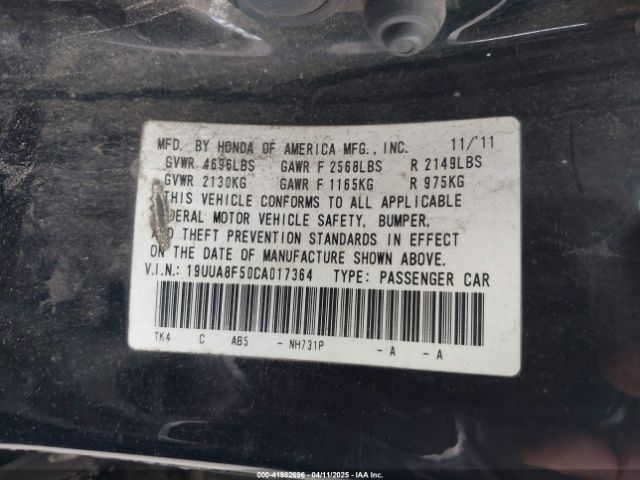 MFD. BY HONDA OF AMERICA MFG., INC. 11/'11
GVWR 4696LBS GAWR F 2568LBS R 2149LBS
GVWR 2130KG GAWR F 1165KG R 975KG
THIS VEHICLE CONFORMS TO ALL APPLICABLE
DERAL MOTOR VEHICLE SAFETY, BUMPER,
D THEFT PREVENTION STANDARDS IN EFFECT
ON THE DATE OF MANUFACTURE SHOWN ABOVE.
V.I.N.: 19UUA8F50CA017364 TYPE: PASSENGER CAR
TK4 C AB5 - NH731P - A - A
000-41982696 - 04/11/2025 - IAA Inc.